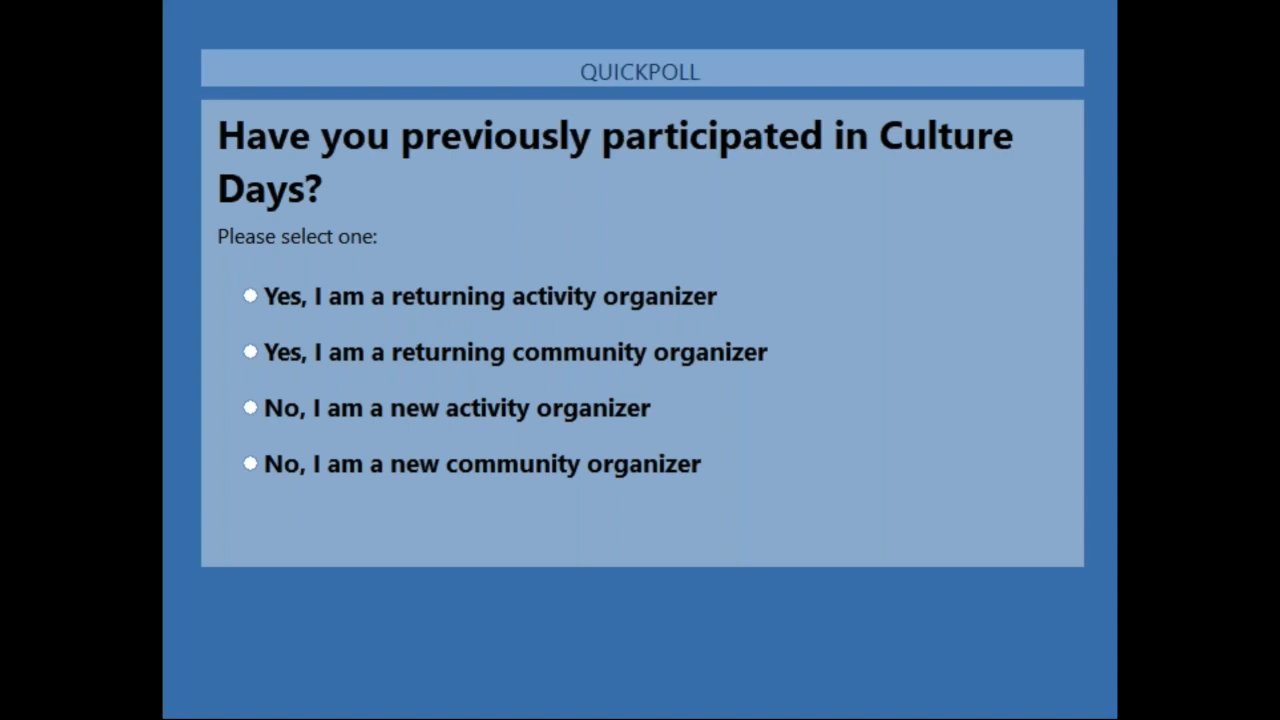 QUICKPOLL
Have you previously participated in Culture
Days?
Please select one:
Yes, I am a returning activity organizer
Yes, I am a returning community organizer
No, I am a new activity organizer
No, I am a new community organizer